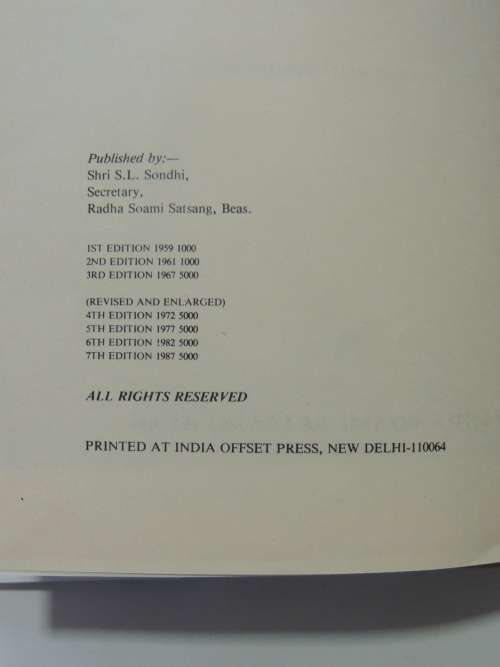 Published by:—
Shri S.L. Sondhi,
Secretary,
Radha Soami Satsang, Beas.
1ST EDITION 1959 1000
2ND EDITION 1961 1000
3RD EDITION 1967 5000
(REVISED AND ENLARGED)
4TH EDITION 1972 5000
5TH EDITION 1977 5000
6TH EDITION 1982 5000
7TH EDITION 1987 5000
ALL RIGHTS RESERVED
PRINTED AT INDIA OFFSET PRESS, NEW DELHI-110064